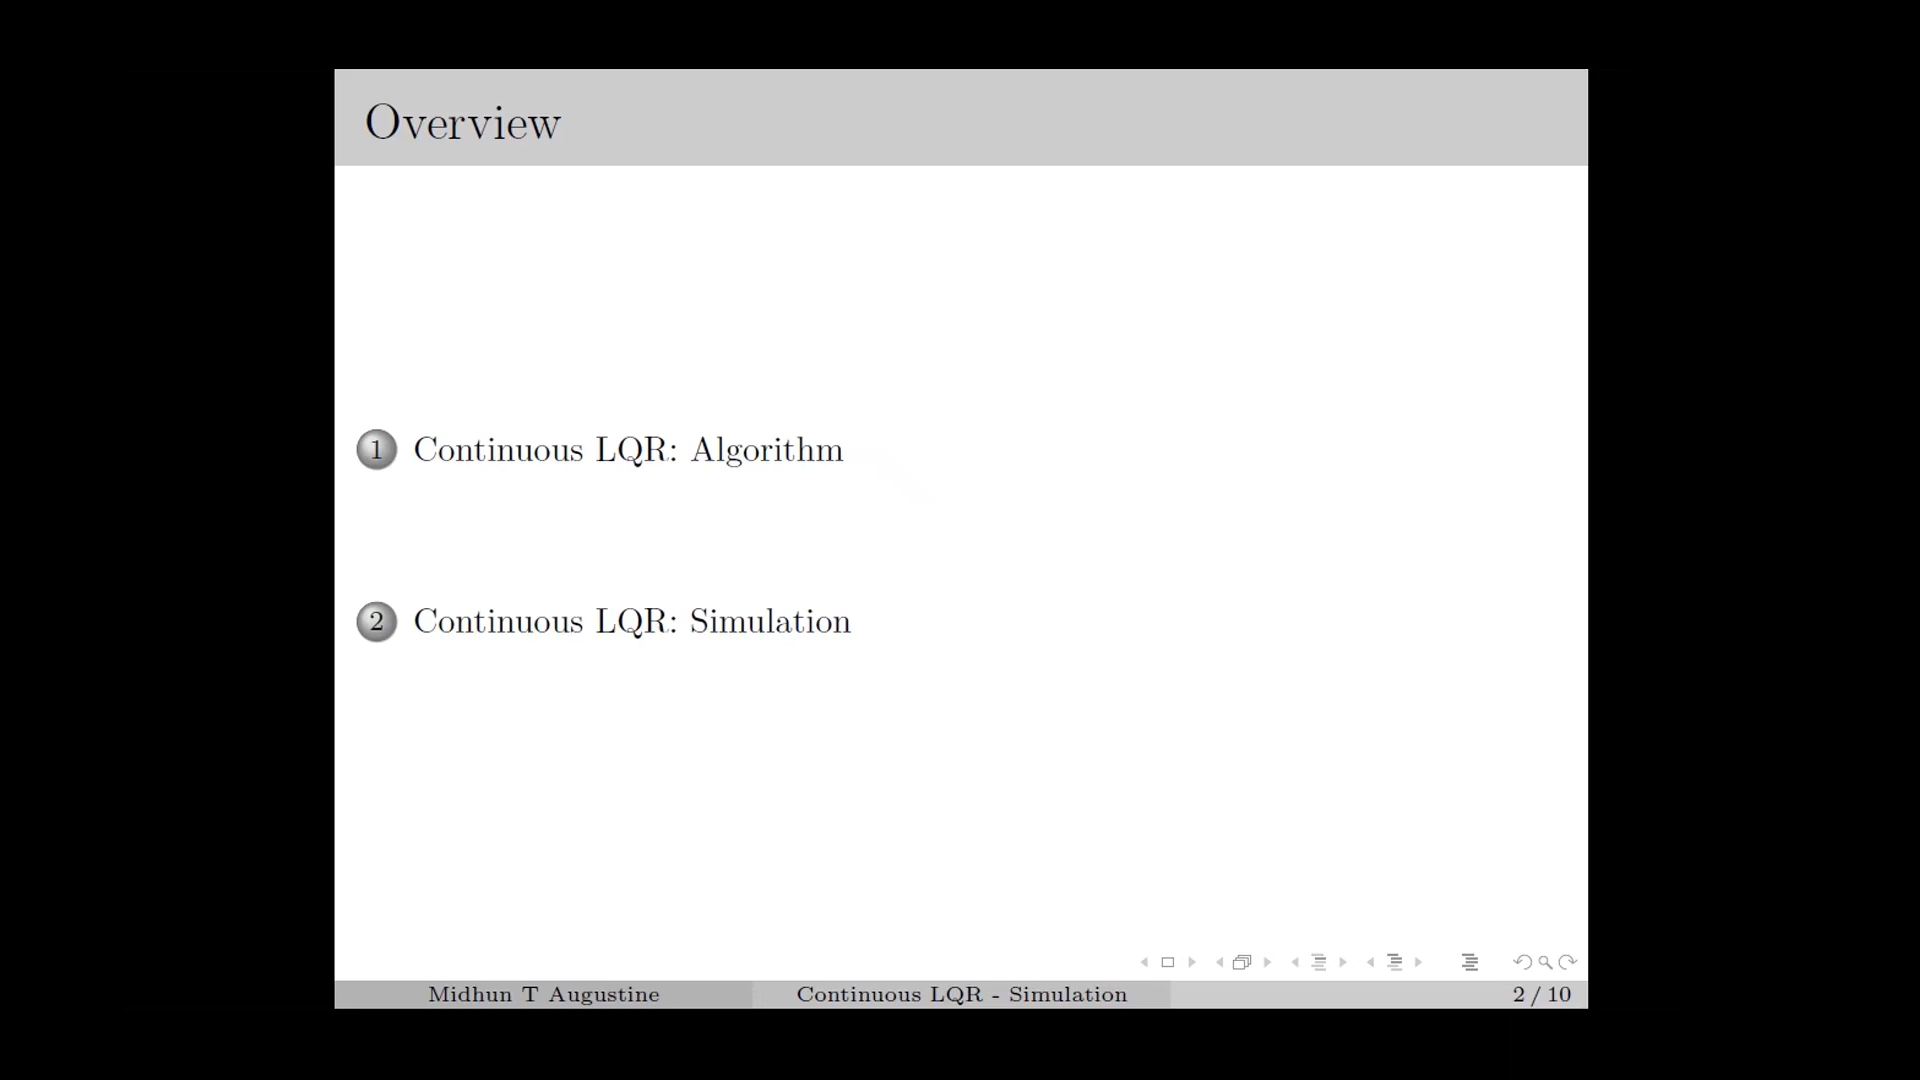 Overview
1 Continuous LQR: Algorithm
2 Continuous LQR: Simulation
Midhun T Augustine Continuous LQR - Simulation 2 / 10